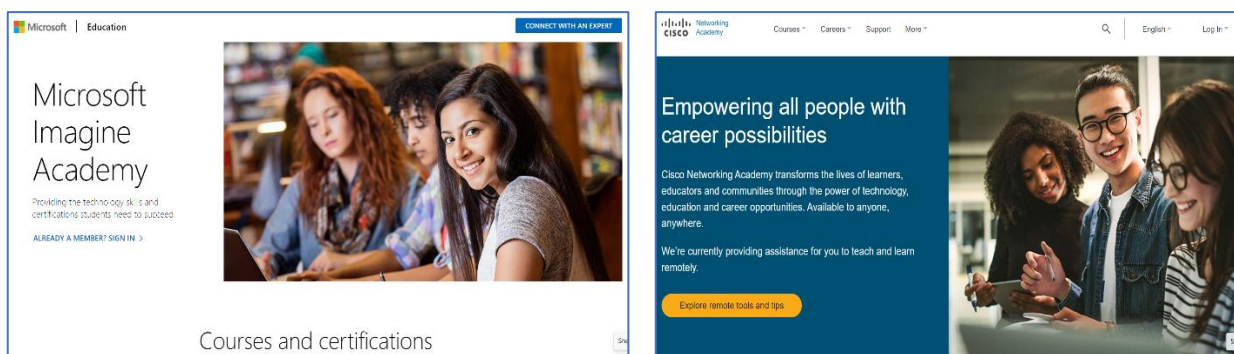 Microsoft | Education
CONNECT WITH AN EXPERT
Microsoft
Imagine
Academy
Providing the technology skills and
certifications students need to succeed.
ALREADY A MEMBER? SIGN IN >
Courses and certifications
CISCO
Networking
Academy
Courses
Careers
Support
More
English
Log In
Empowering all people with
career possibilities
Cisco Networking Academy transforms the lives of learners,
educators and communities through the power of technology,
education and career opportunities. Available to anyone,
anywhere.
We're currently providing assistance for you to teach and learn
remotely.
Explore remote tools and tips